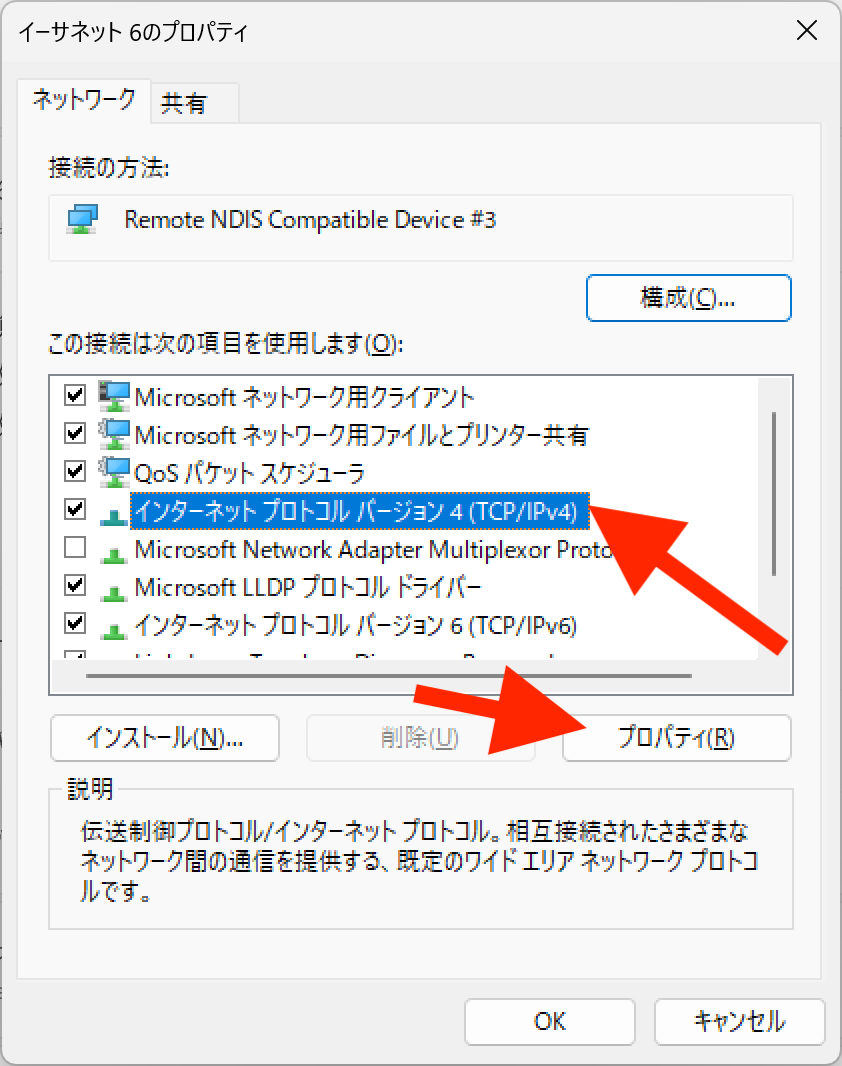 イーサネット 6のプロパティ
ネットワーク
共有
接続の方法:
Remote NDIS Compatible Device #3
構成(C)...
この接続は次の項目を使用します(O):
Microsoft ネットワーク用クライアント
Microsoft ネットワーク用ファイルとプリンター共有
QoS パケット スケジューラ
インターネット プロトコル バージョン 4 (TCP/IPv4)
Microsoft Network Adapter Multiplexor Proto
Microsoft LLDP プロトコル ドライバー
インターネット プロトコル バージョン 6 (TCP/IPv6)
インストール(N)...
削除(U)
プロパティ(R)
説明
伝送制御プロトコル/インターネット プロトコル。相互接続されたさまざまな
ネットワーク間の通信を提供する、既定のワイド エリア ネットワーク プロトコ
ルです。
OK
キャンセル